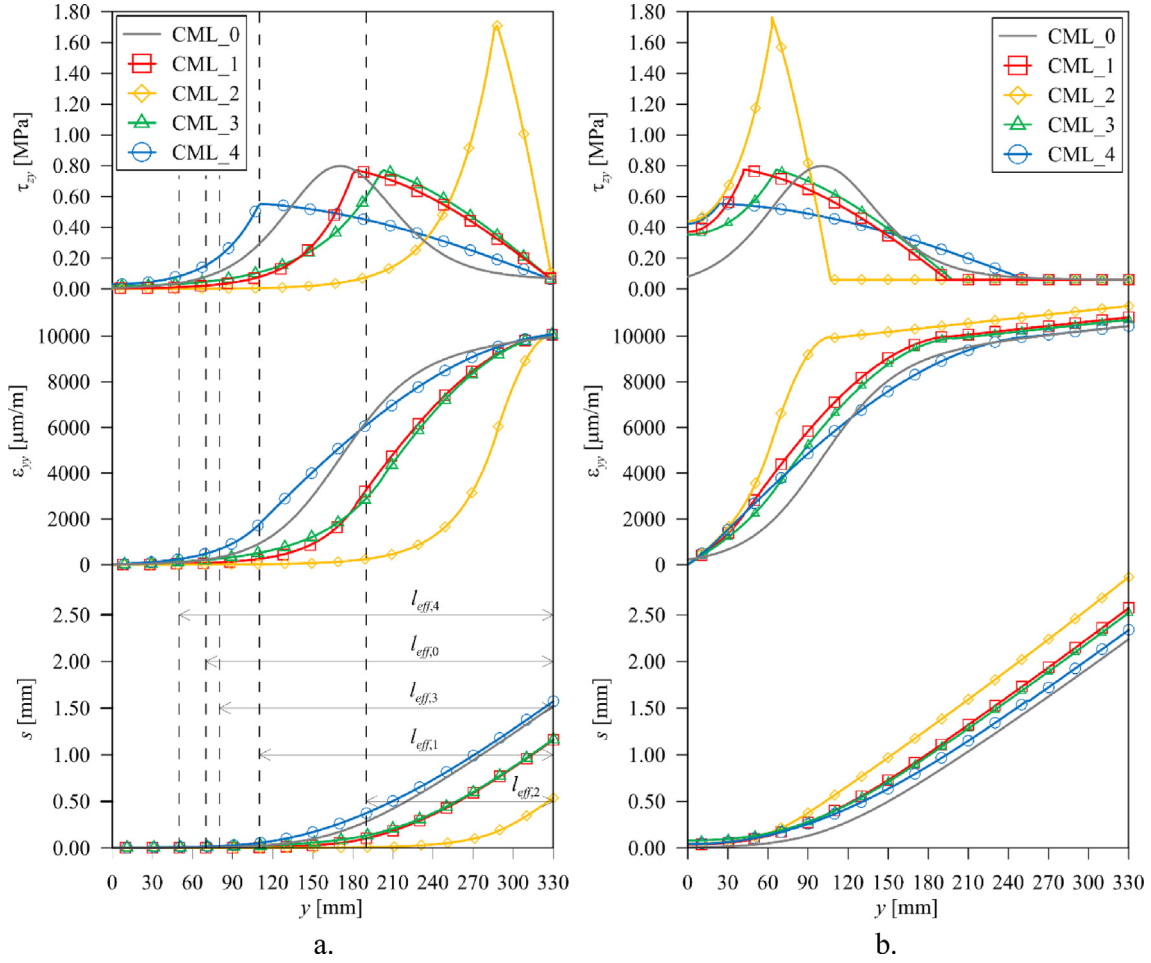 1.80
1.60
1.40
1.20
1.00
0.80
0.60
0.40
0.20
0.00
τzy [MPa]
CML_0
CML_1
CML_2
CML_3
CML_4
10000
8000
6000
4000
2000
0
εyy [μm/m]
2.50
2.00
1.50
1.00
0.50
0.00
s [mm]
leff,4
leff,0
leff,3
leff,1
leff,2
0 30 60 90 120 150 180 210 240 270 300 330
y [mm]
a.
1.80
1.60
1.40
1.20
1.00
0.80
0.60
0.40
0.20
0.00
τzy [MPa]
CML_0
CML_1
CML_2
CML_3
CML_4
10000
8000
6000
4000
2000
0
εyy [μm/m]
2.50
2.00
1.50
1.00
0.50
0.00
s [mm]
0 30 60 90 120 150 180 210 240 270 300 330
y [mm]
b.